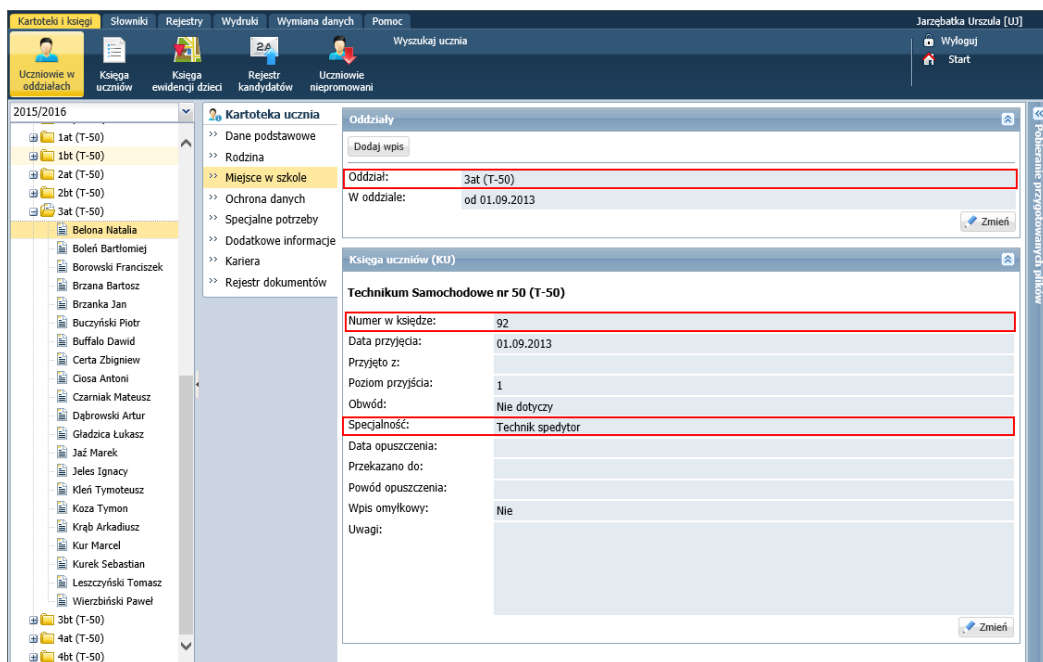 Kartoteki i księgi Słowniki Rejestry Wydruki Wymiana danych Pomoc Jarzębatka Urszula [UJ]
Uczniowie w oddziałach
Księga uczniów
Księga ewidencji dzieci
Rejestr kandydatów
Uczniowie niepromowani
Wyszukaj ucznia
Wyloguj
Start
2015/2016
1at (T-50)
1bt (T-50)
2at (T-50)
2bt (T-50)
3at (T-50)
Belona Natalia
Boleń Bartłomiej
Borowski Franciszek
Brzana Bartosz
Brzanka Jan
Buczyński Piotr
Buffalo Dawid
Certa Zbigniew
Ciosa Antoni
Czarniak Mateusz
Dąbrowski Artur
Gładzica Łukasz
Jaź Marek
Jeles Ignacy
Kleń Tymoteusz
Koza Tymon
Krąb Arkadiusz
Kur Marcel
Kurek Sebastian
Leszczyński Tomasz
Wierzbiński Paweł
3bt (T-50)
4at (T-50)
4bt (T-50)
Kartoteka ucznia
Dane podstawowe
Rodzina
Miejsce w szkole
Ochrona danych
Specjalne potrzeby
Dodatkowe informacje
Kariera
Rejestr dokumentów
Oddziały
Dodaj wpis
Oddział: 3at (T-50)
W oddziale: od 01.09.2013
Zmień
Księga uczniów (KU)
Technikum Samochodowe nr 50 (T-50)
Numer w księdze: 92
Data przyjęcia: 01.09.2013
Przyjęto z:
Poziom przyjścia: 1
Obwód: Nie dotyczy
Specjalność: Technik spedytor
Data opuszczenia:
Przekazano do:
Powód opuszczenia:
Wpis omyłkowy: Nie
Uwagi:
Zmień
Pobieranie przygotowanych plików